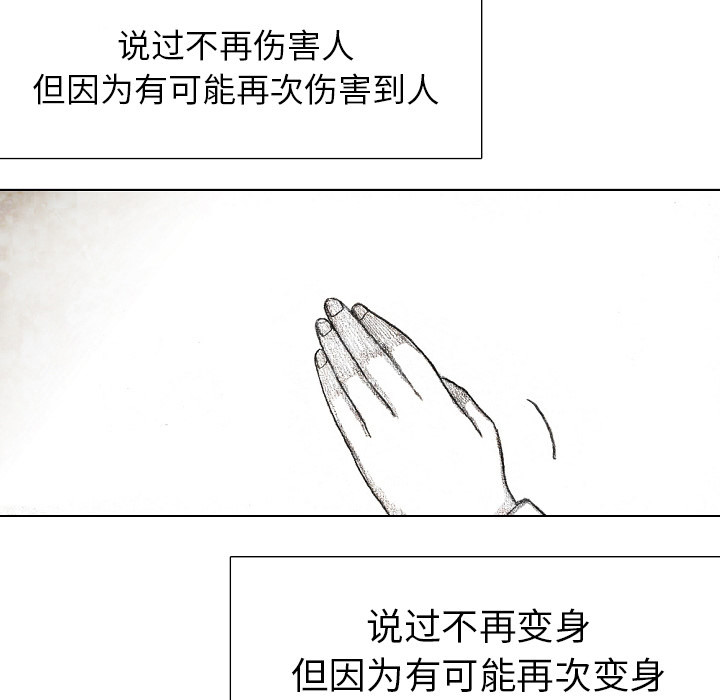 说过不再伤害人
但因为有可能再次伤害到人
说过不再变身
但因为有可能再次变身